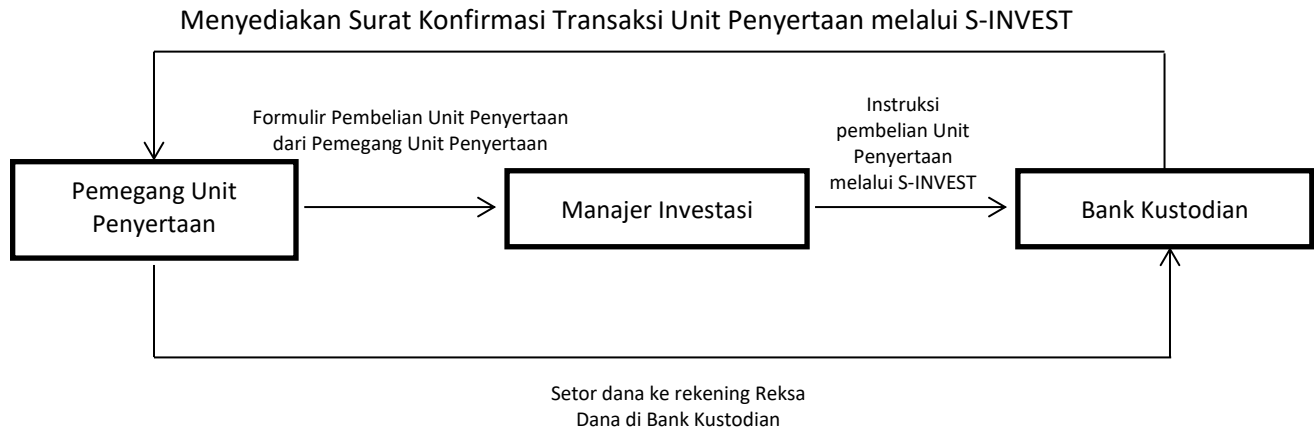 Menyediakan Surat Konfirmasi Transaksi Unit Penyertaan melalui S-INVEST
Formulir Pembelian Unit Penyertaan
dari Pemegang Unit Penyertaan
Instruksi
pembelian Unit
Penyertaan
melalui S-INVEST
Pemegang Unit
Penyertaan
Manajer Investasi
Bank Kustodian
Setor dana ke rekening Reksa
Dana di Bank Kustodian